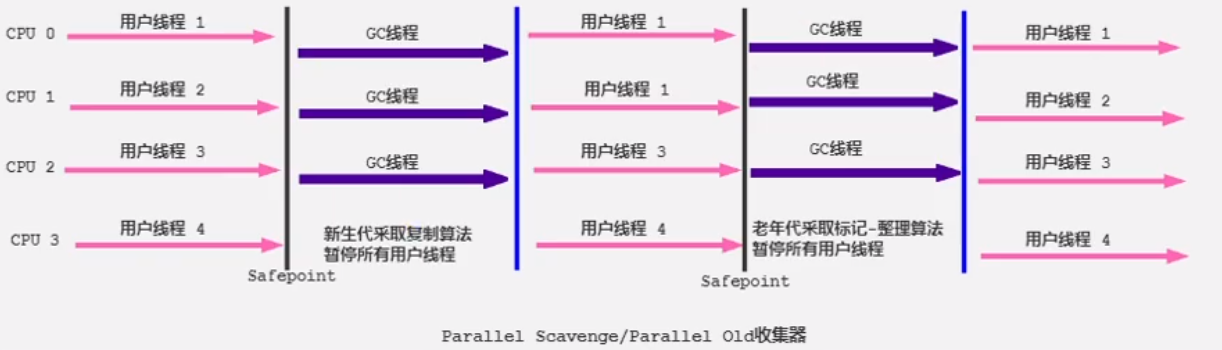 CPU 0
用户线程 1
GC线程
用户线程 1
GC线程
用户线程 1
CPU 1
用户线程 2
GC线程
用户线程 1
GC线程
用户线程 2
CPU 2
用户线程 3
GC线程
用户线程 3
GC线程
用户线程 3
CPU 3
用户线程 4
新生代采取复制算法
暂停所有用户线程
用户线程 4
老年代采取标记-整理算法
暂停所有用户线程
用户线程 4
Safepoint
Safepoint
Parallel Scavenge/Parallel Old收集器